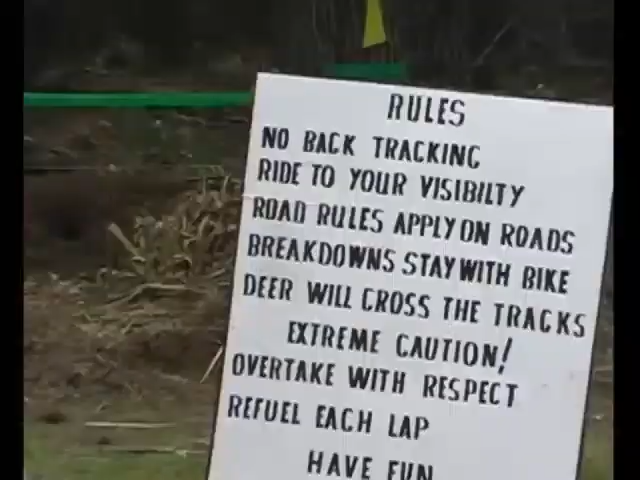 RULES
NO BACK TRACKING
RIDE TO YOUR VISIBILTY
ROAD RULES APPLY ON ROADS
BREAKDOWNS STAY WITH BIKE
DEER WILL CROSS THE TRACKS
EXTREME CAUTION!
OVERTAKE WITH RESPECT
REFUEL EACH LAP
HAVE FUN